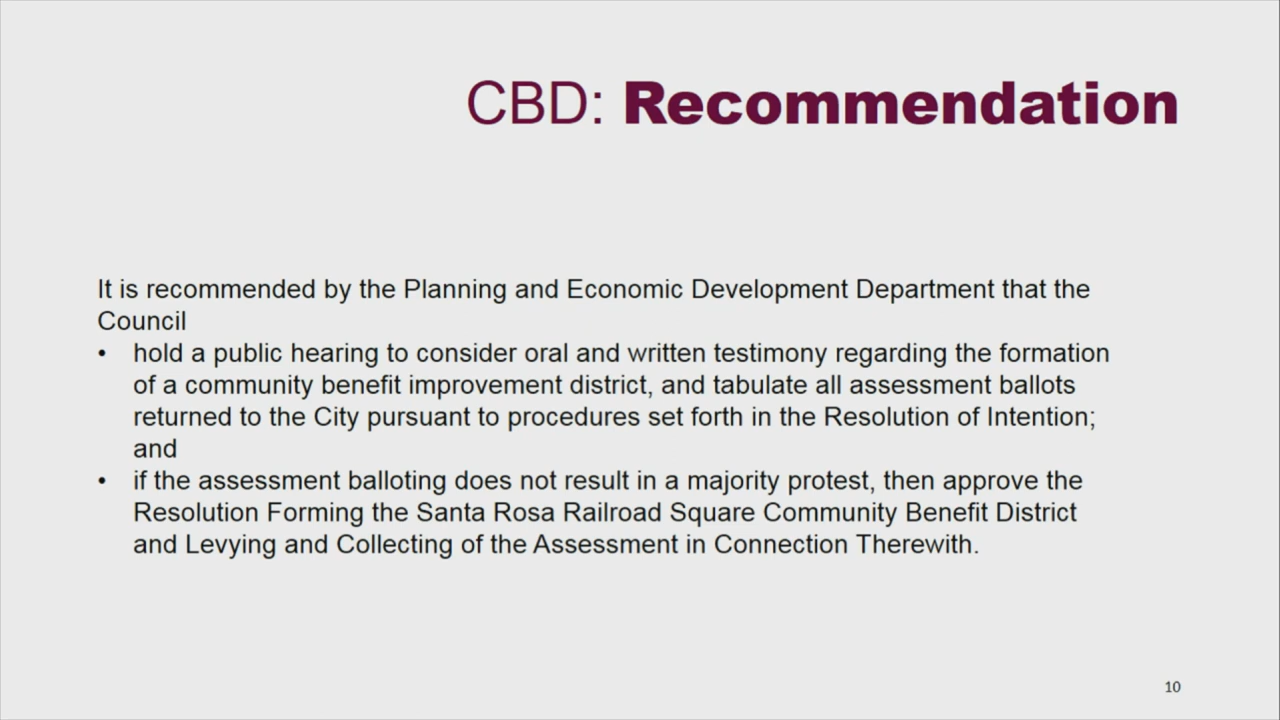 CBD: Recommendation
It is recommended by the Planning and Economic Development Department that the
Council
• hold a public hearing to consider oral and written testimony regarding the formation
of a community benefit improvement district, and tabulate all assessment ballots
returned to the City pursuant to procedures set forth in the Resolution of Intention;
and
• if the assessment balloting does not result in a majority protest, then approve the
Resolution Forming the Santa Rosa Railroad Square Community Benefit District
and Levying and Collecting of the Assessment in Connection Therewith.
10